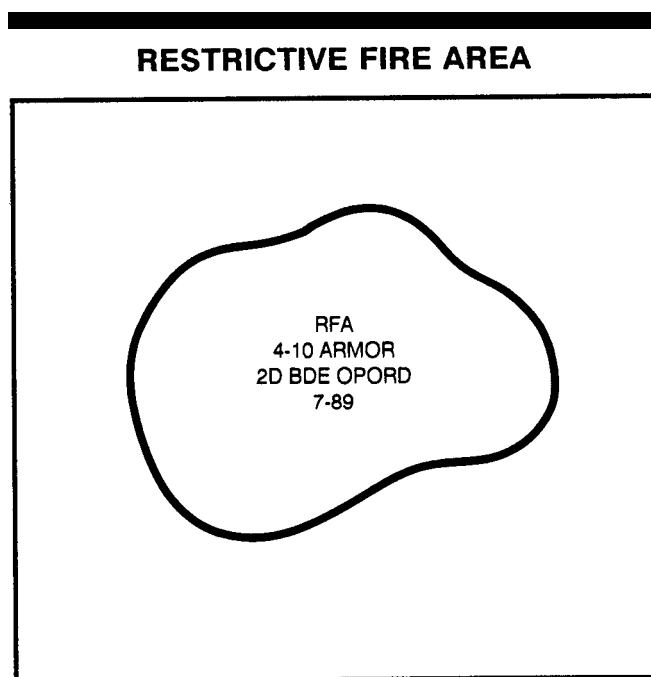 RESTRICTIVE FIRE AREA
RFA
4-10 ARMOR
2D BDE OPORD
7-89